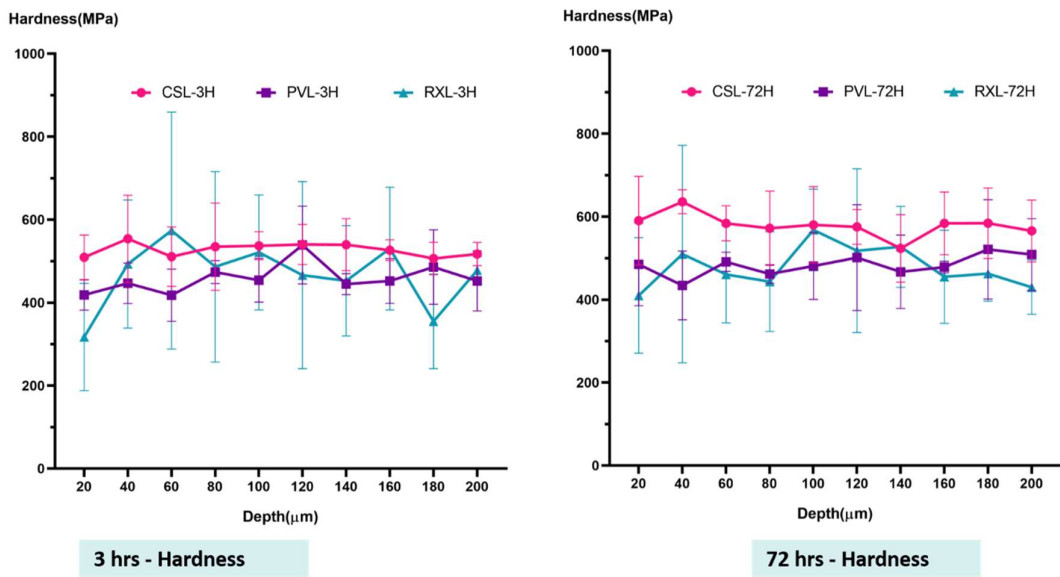 Hardness(MPa)
1000
800
600
400
200
0
CSL-3H PVL-3H RXL-3H
20 40 60 80 100 120 140 160 180 200
Depth(μm)
3 hrs - Hardness
Hardness(MPa)
1000
800
600
400
200
0
CSL-72H PVL-72H RXL-72H
20 40 60 80 100 120 140 160 180 200
Depth(μm)
72 hrs - Hardness